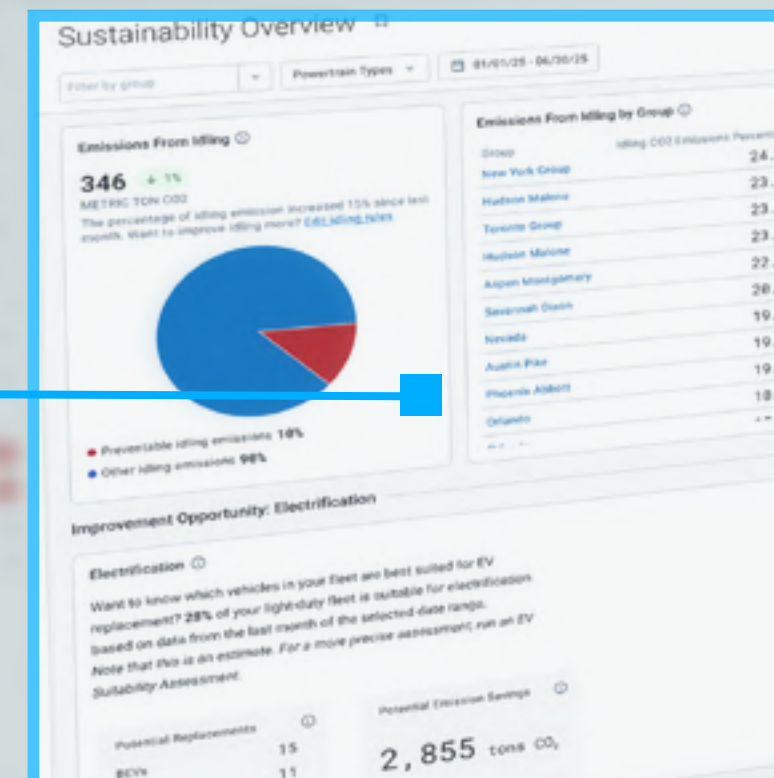 Sustainability Overview
Filter by group
Powertrain Types
01/01/25 - 06/30/25
Emissions From Idling
346 ↓ 1%
METRIC TON CO2
The percentage of idling emission increased 15% since last
month. Want to improve idling more? Edit idling rules
Preventable idling emissions 10%
Other idling emissions 90%
Emissions From Idling by Group
Group Idling CO2 Emissions Percent
New York Group 24.
Hudson Malone 23.
Toronto Group 23.
Hudson Malone 23.
Aspen Montgomery 22.
Savannah Dixon 20.
Nevada 19.
Austin Pike 19.
Phoenix Abbott 19.
Orlando 18.
Improvement Opportunity: Electrification
Electrification
Want to know which vehicles in your fleet are best suited for EV
replacement? 28% of your light-duty fleet is suitable for electrification
based on data from the last month of the selected date range.
Note that this is an estimate. For a more precise assessment, run an EV
Suitability Assessment.
Potential Replacements
15
BEVs 11
Potential Emission Savings
2,855 tons CO₂